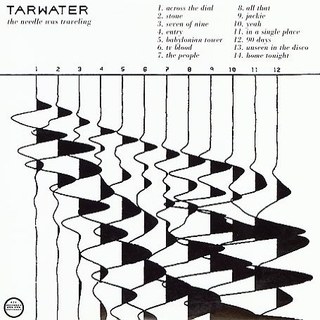 TARWATER
the needle was traveling
1. across the dial
2. stone
3. seven of nine
4. entry
5. babylonian tower
6. tv blood
7. the people
8. all that
9. jackie
10. yeah
11. in a single place
12. 90 days
13. unseen in the disco
14. home tonight
1 2 3 4 5 6 7 8 9 10 11 12